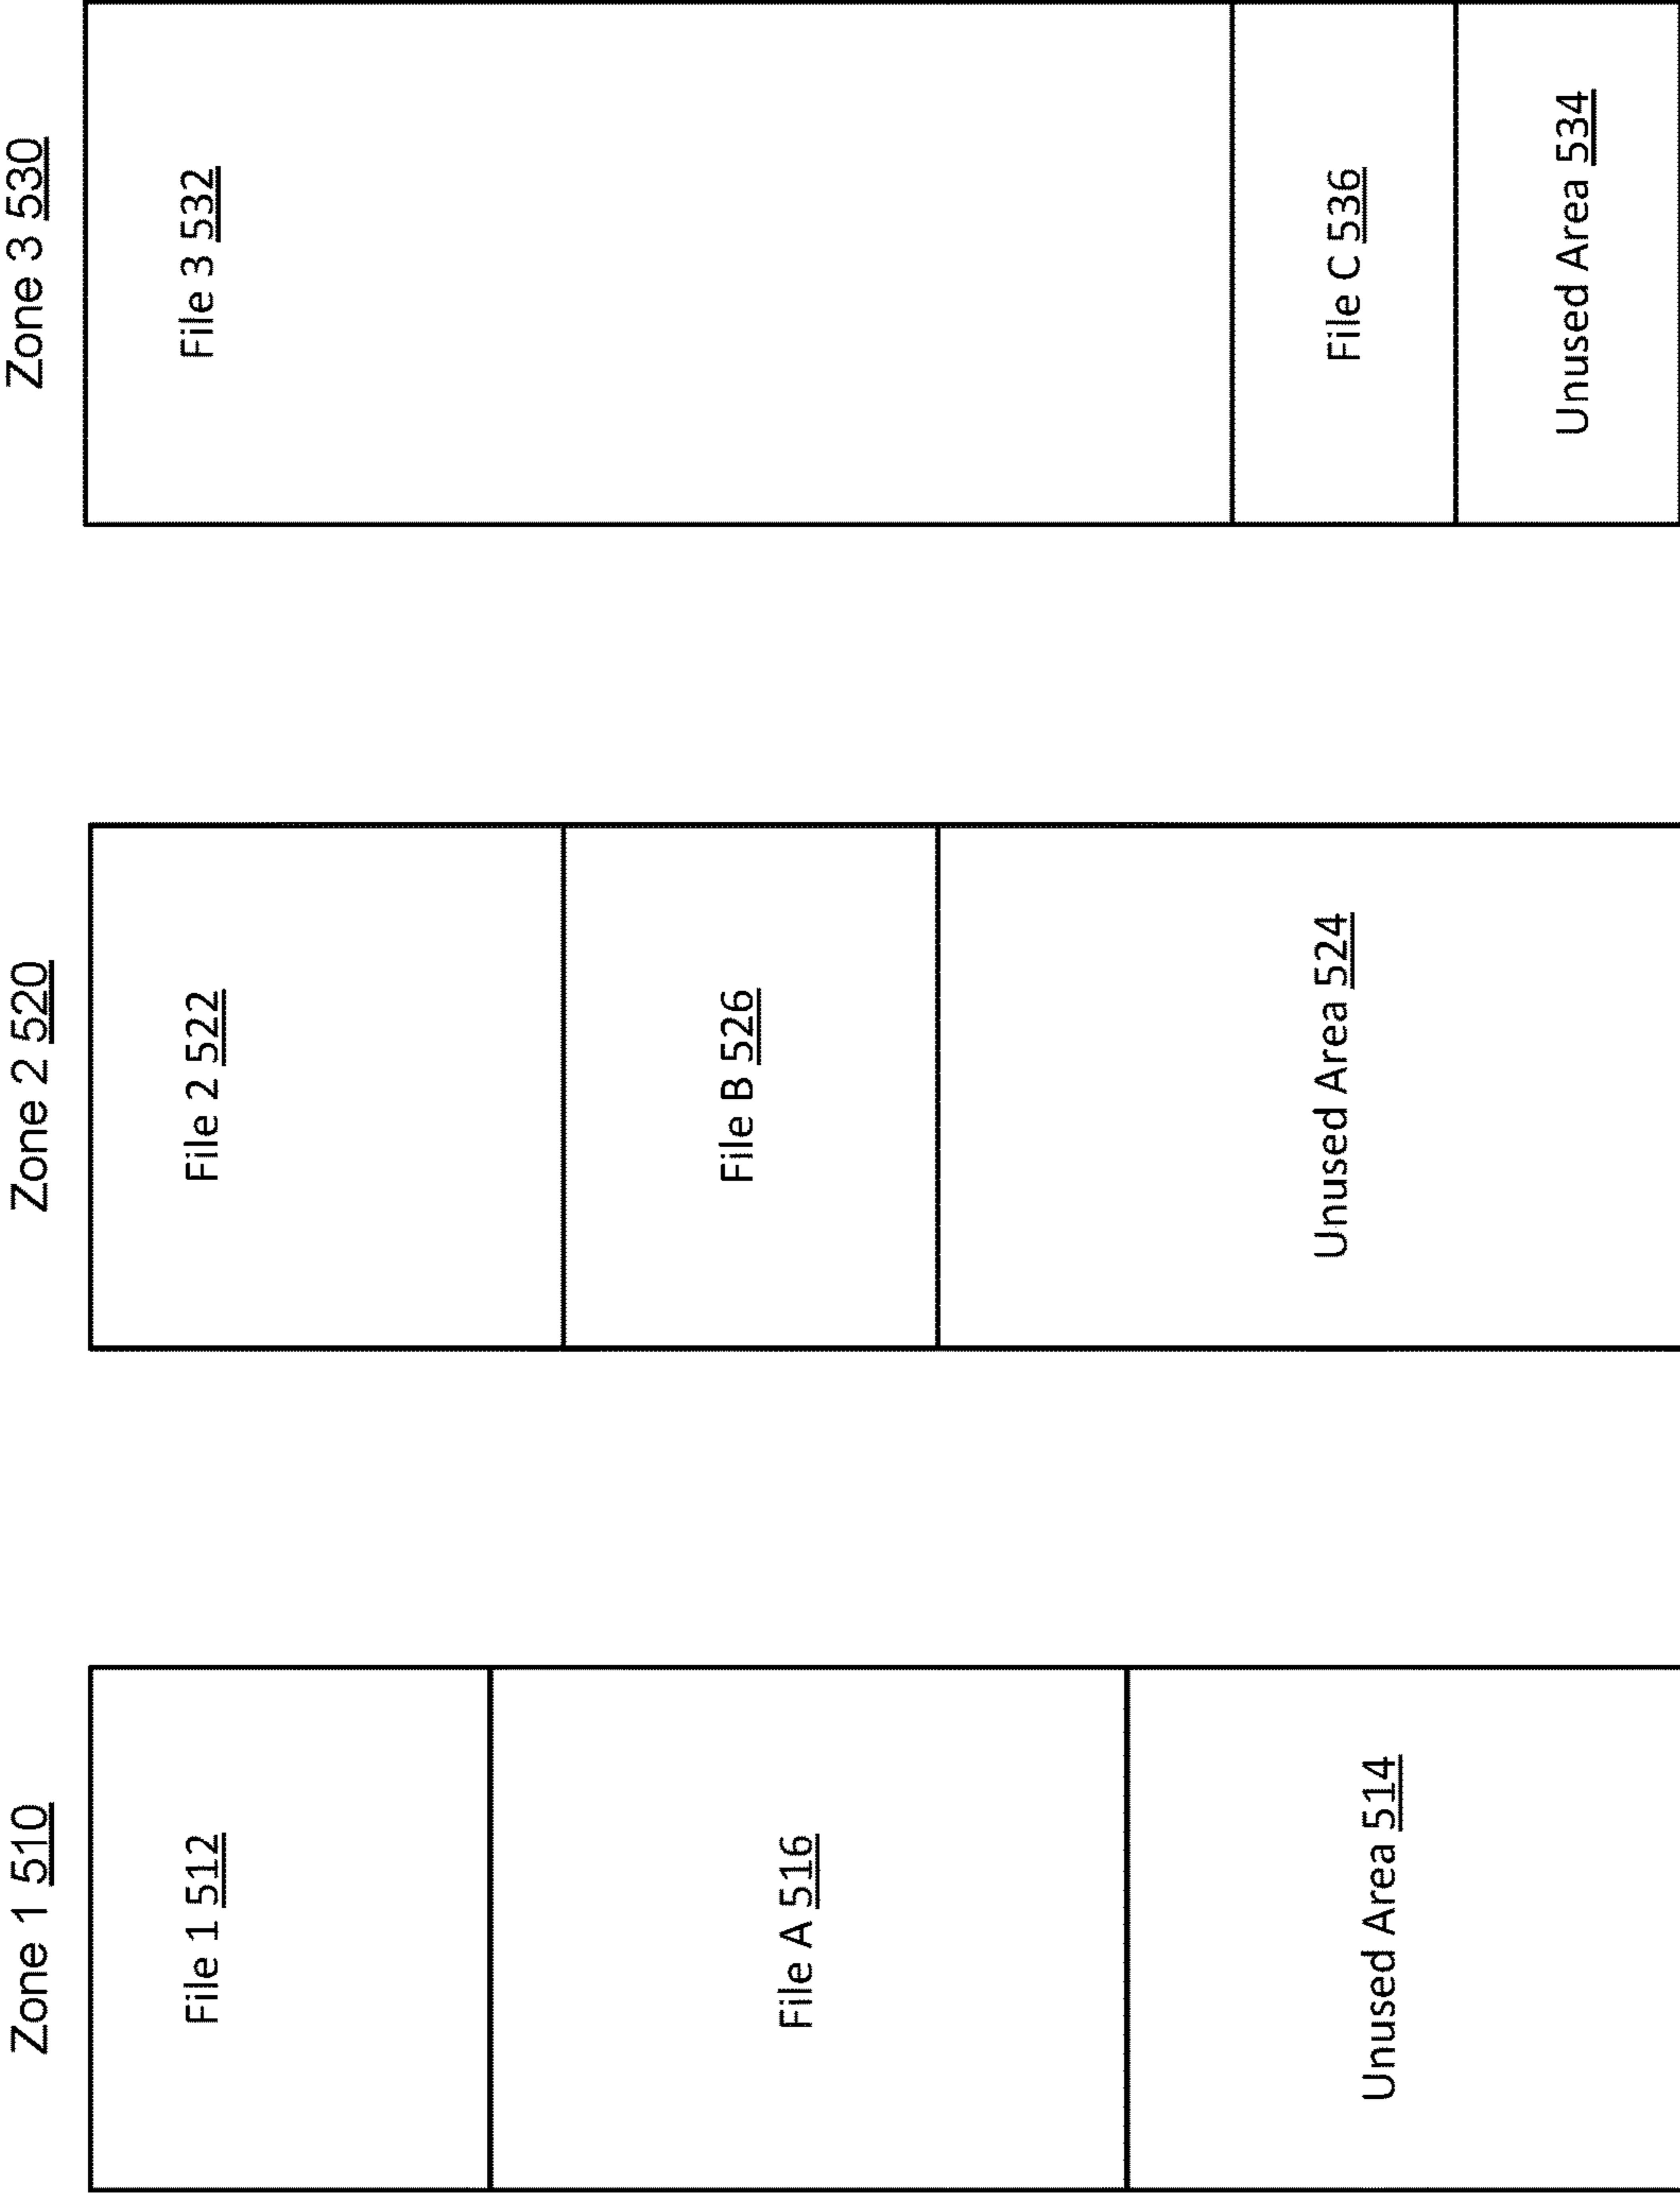 Zone 1 510
File 1 512
File A 516
Unused Area 514
Zone 2 520
File 2 522
File B 526
Unused Area 524
Zone 3 530
File 3 532
File C 536
Unused Area 534